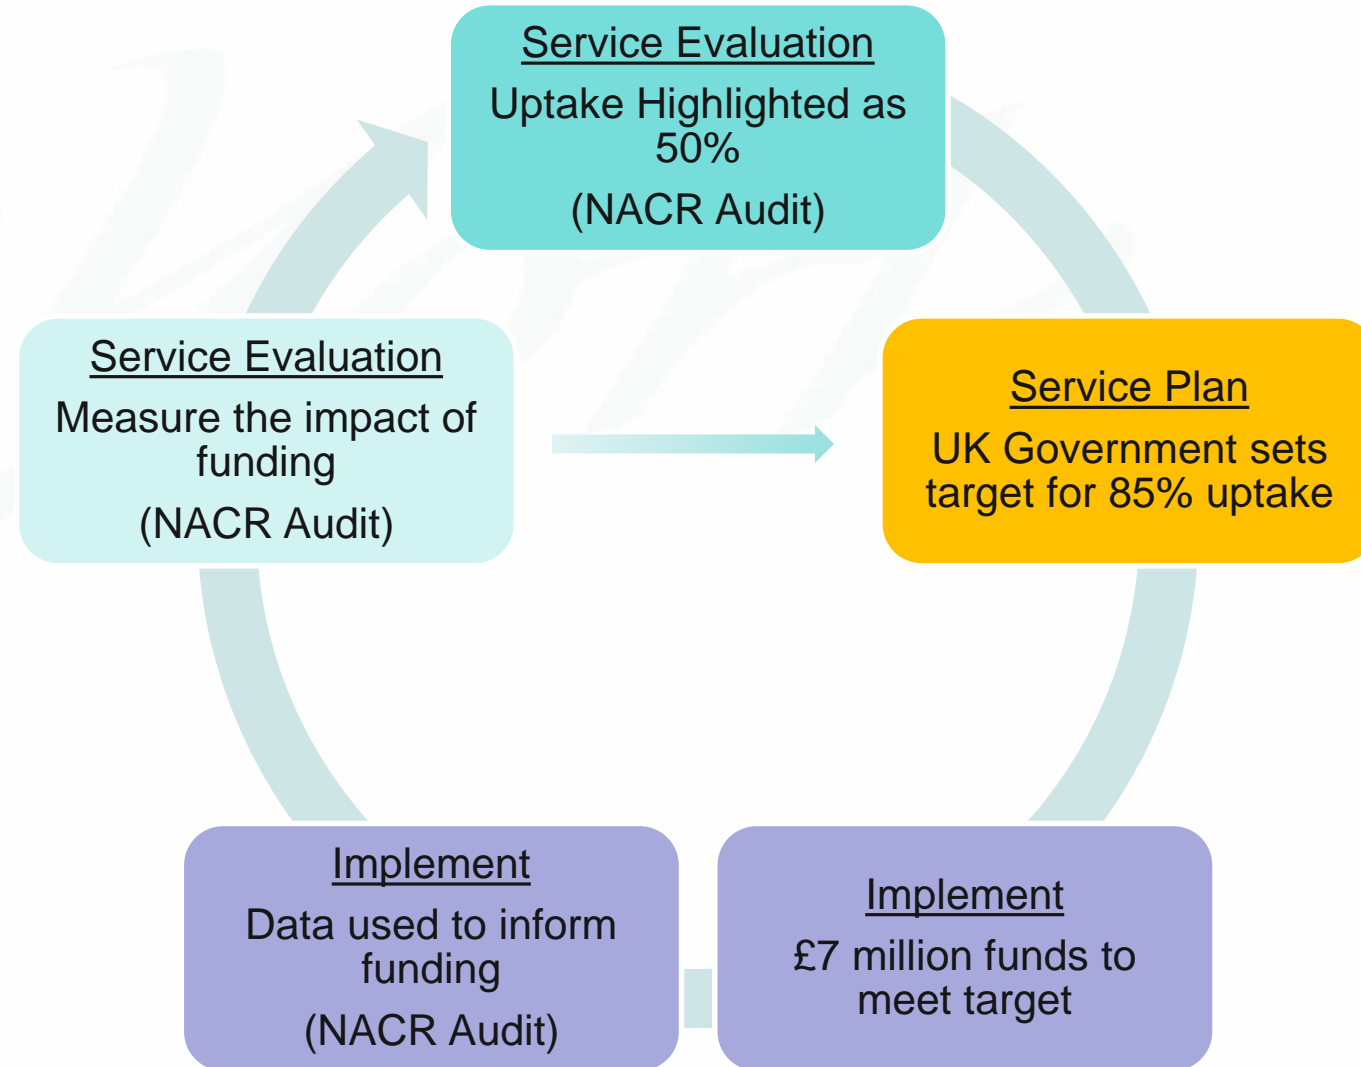 Service Evaluation
Uptake Highlighted as
50%
(NACR Audit)
Service Plan
UK Government sets
target for 85% uptake
Implement
£7 million funds to
meet target
Implement
Data used to inform
funding
(NACR Audit)
Service Evaluation
Measure the impact of
funding
(NACR Audit)